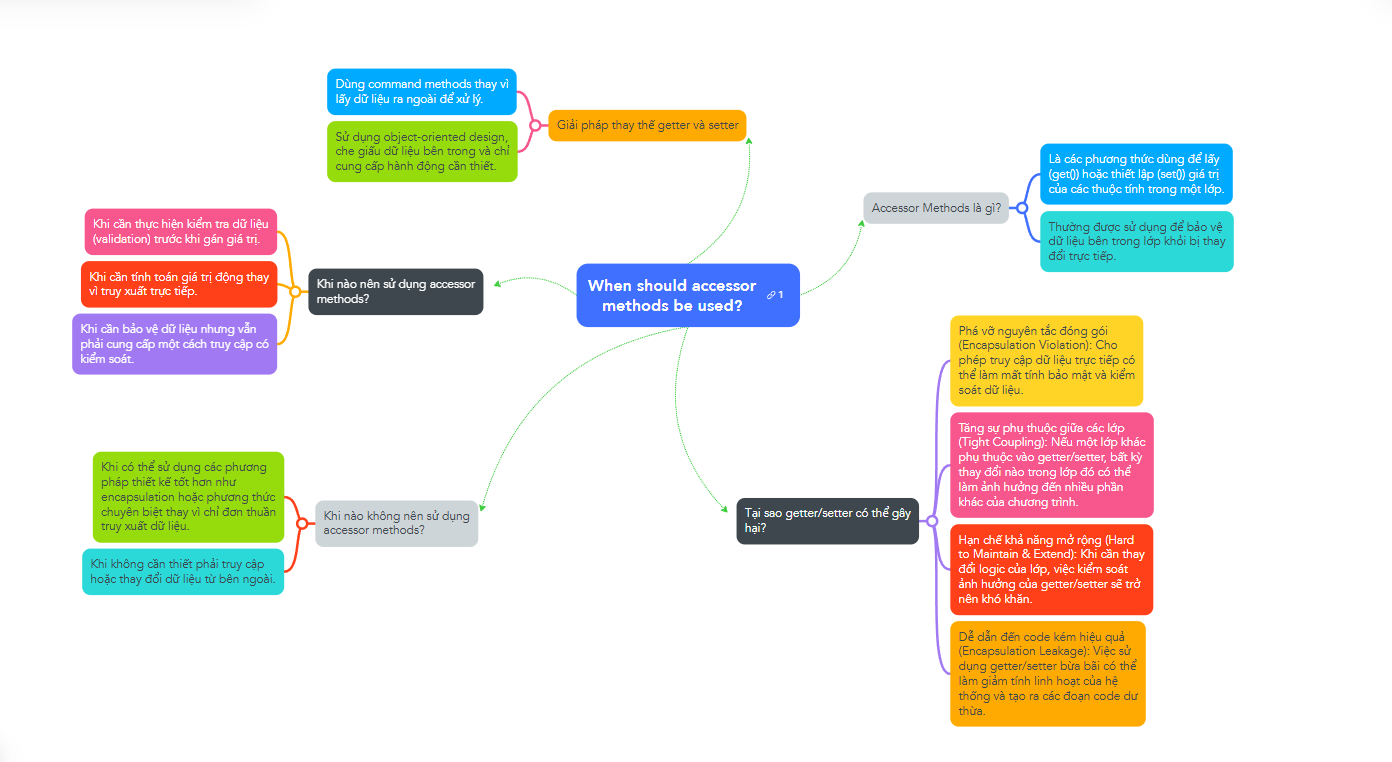 When should accessor
methods be used?
1
Giải pháp thay thế getter và setter
Dùng command methods thay vì
lấy dữ liệu ra ngoài để xử lý.
Sử dụng object-oriented design,
che giấu dữ liệu bên trong và chỉ
cung cấp hành động cần thiết.
Accessor Methods là gì?
Là các phương thức dùng để lấy
(get()) hoặc thiết lập (set()) giá trị
của các thuộc tính trong một lớp.
Thường được sử dụng để bảo vệ
dữ liệu bên trong lớp khỏi bị thay
đổi trực tiếp.
Khi nào nên sử dụng accessor
methods?
Khi cần thực hiện kiểm tra dữ liệu
(validation) trước khi gán giá trị.
Khi cần tính toán giá trị động thay
vì truy xuất trực tiếp.
Khi cần bảo vệ dữ liệu nhưng vẫn
phải cung cấp một cách truy cập có
kiểm soát.
Khi nào không nên sử dụng
accessor methods?
Khi có thể sử dụng các phương
pháp thiết kế tốt hơn như
encapsulation hoặc phương thức
chuyên biệt thay vì chỉ đơn thuần
truy xuất dữ liệu.
Khi không cần thiết phải truy cập
hoặc thay đổi dữ liệu từ bên ngoài.
Tại sao getter/setter có thể gây
hại?
Phá vỡ nguyên tắc đóng gói
(Encapsulation Violation): Cho
phép truy cập dữ liệu trực tiếp có
thể làm mất tính bảo mật và kiểm
soát dữ liệu.
Tăng sự phụ thuộc giữa các lớp
(Tight Coupling): Nếu một lớp khác
phụ thuộc vào getter/setter, bất kỳ
thay đổi nào trong lớp đó có thể
làm ảnh hưởng đến nhiều phần
khác của chương trình.
Hạn chế khả năng mở rộng (Hard
to Maintain & Extend): Khi cần thay
đổi logic của lớp, việc kiểm soát
ảnh hưởng của getter/setter sẽ trở
nên khó khăn.
Dễ dẫn đến code kém hiệu quả
(Encapsulation Leakage): Việc sử
dụng getter/setter bừa bãi có thể
làm giảm tính linh hoạt của hệ
thống và tạo ra các đoạn code dư
thừa.